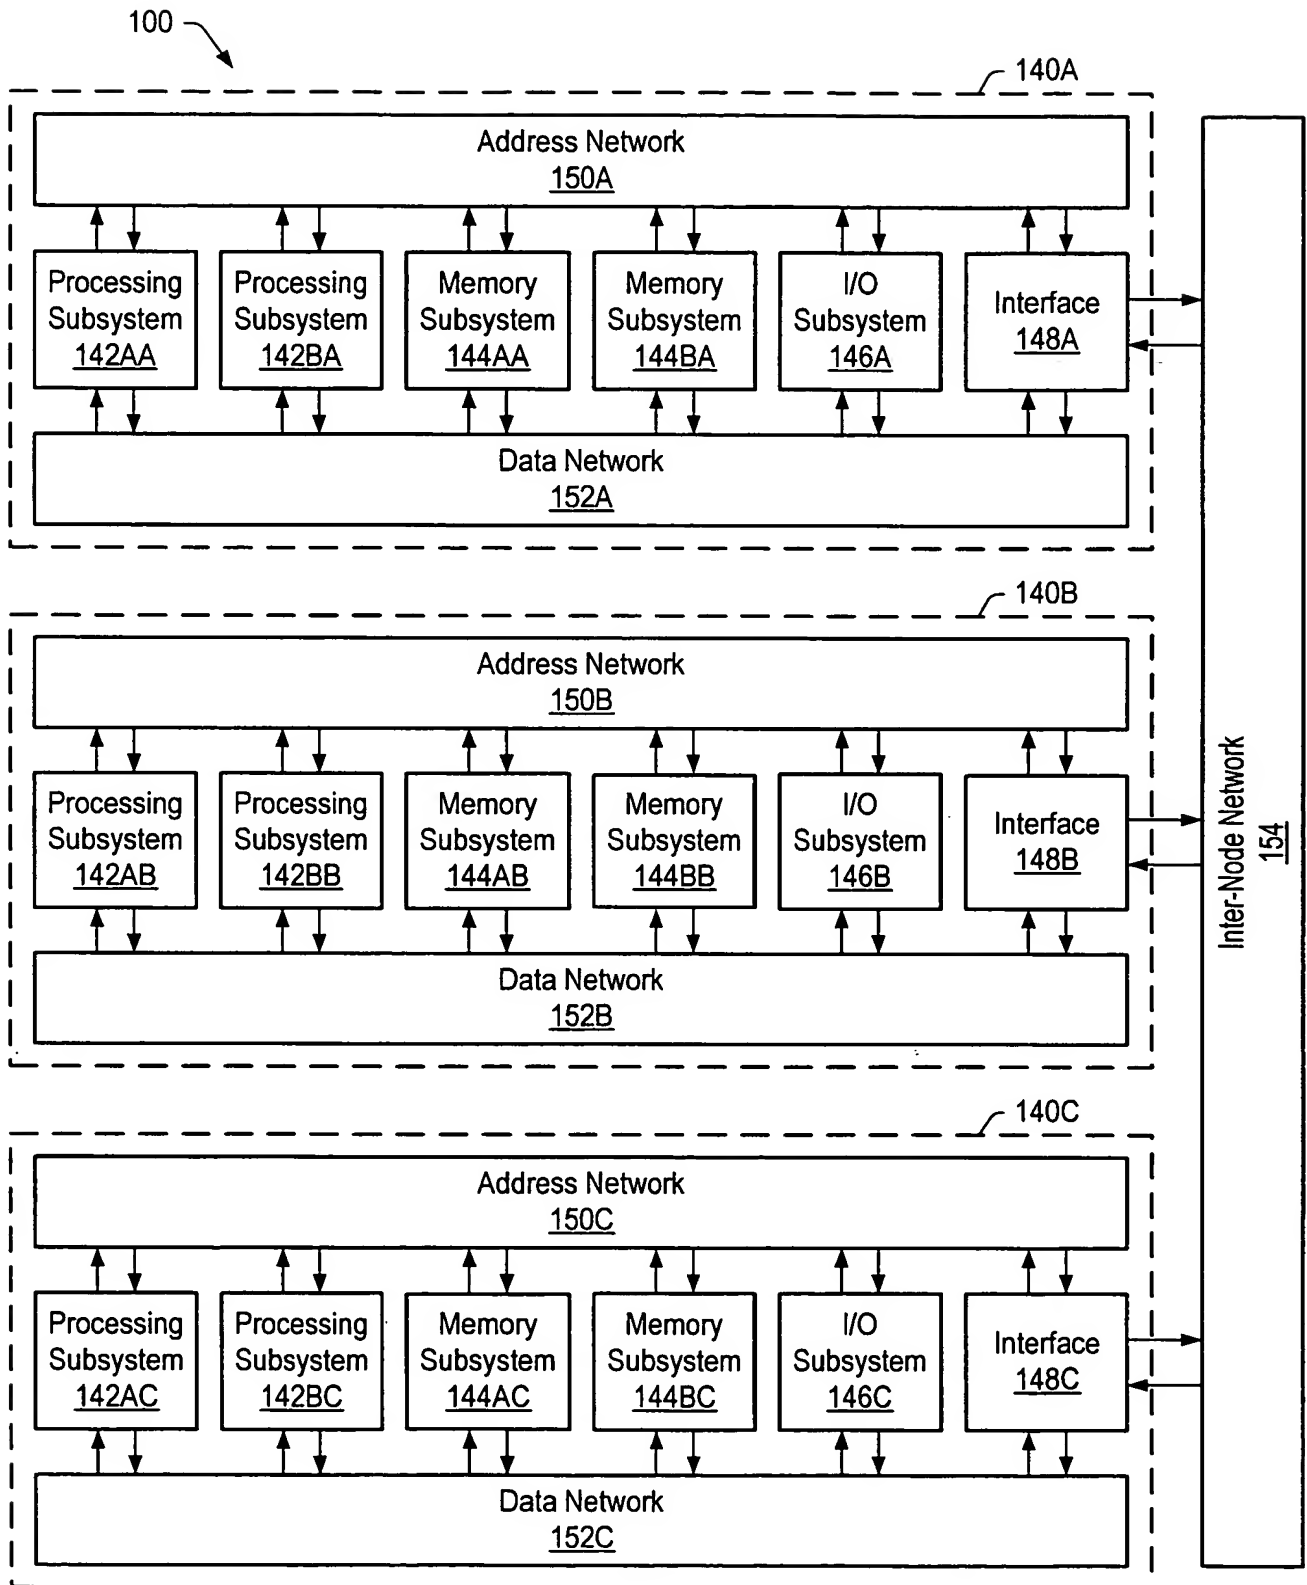 100
140A
Address Network
150A
Processing
Subsystem
142AA
Processing
Subsystem
142BA
Memory
Subsystem
144AA
Memory
Subsystem
144BA
I/O
Subsystem
146A
Interface
148A
Data Network
152A
140B
Address Network
150B
Processing
Subsystem
142AB
Processing
Subsystem
142BB
Memory
Subsystem
144AB
Memory
Subsystem
144BB
I/O
Subsystem
146B
Interface
148B
Data Network
152B
140C
Address Network
150C
Processing
Subsystem
142AC
Processing
Subsystem
142BC
Memory
Subsystem
144AC
Memory
Subsystem
144BC
I/O
Subsystem
146C
Interface
148C
Data Network
152C
Inter-Node Network
154